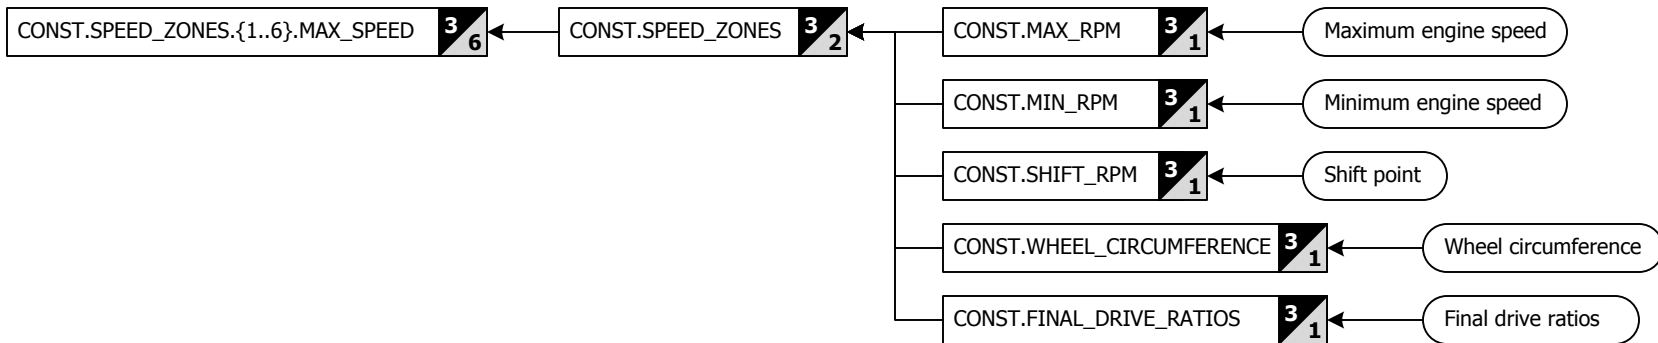 CONST.SPEED_ZONES.{1..6}.MAX_SPEED 3 6
CONST.SPEED_ZONES 3 2
CONST.MAX_RPM 3 1
Maximum engine speed
CONST.MIN_RPM 3 1
Minimum engine speed
CONST.SHIFT_RPM 3 1
Shift point
CONST.WHEEL_CIRCUMFERENCE 3 1
Wheel circumference
CONST.FINAL_DRIVE_RATIOS 3 1
Final drive ratios